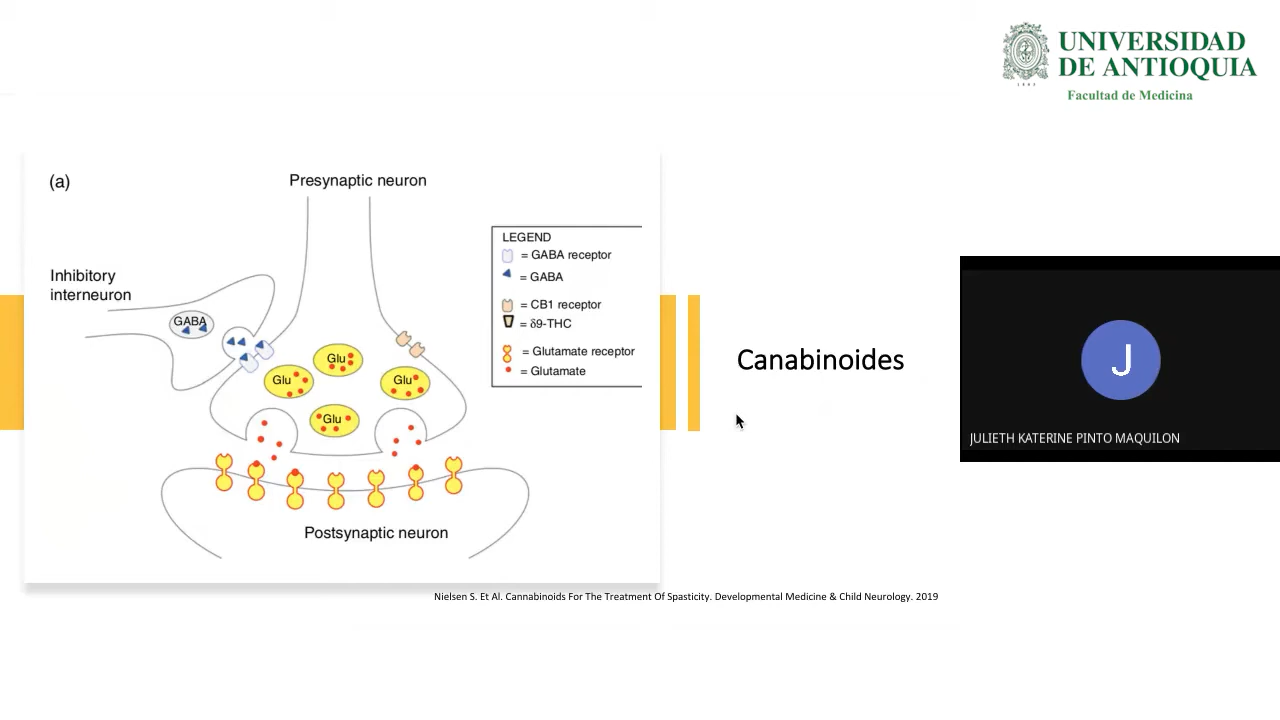 UNIVERSIDAD
DE ANTIOQUIA
1803
Facultad de Medicina
(a)
Presynaptic neuron
Inhibitory
interneuron
GABA
Glu
Glu
Glu
Glu
Postsynaptic neuron
LEGEND
= GABA receptor
= GABA
= CB1 receptor
= δ9-THC
= Glutamate receptor
= Glutamate
Canabinoides
J
JULIETH KATERINE PINTO MAQUILON
Nielsen S. Et Al. Cannabinoids For The Treatment Of Spasticity. Developmental Medicine & Child Neurology. 2019